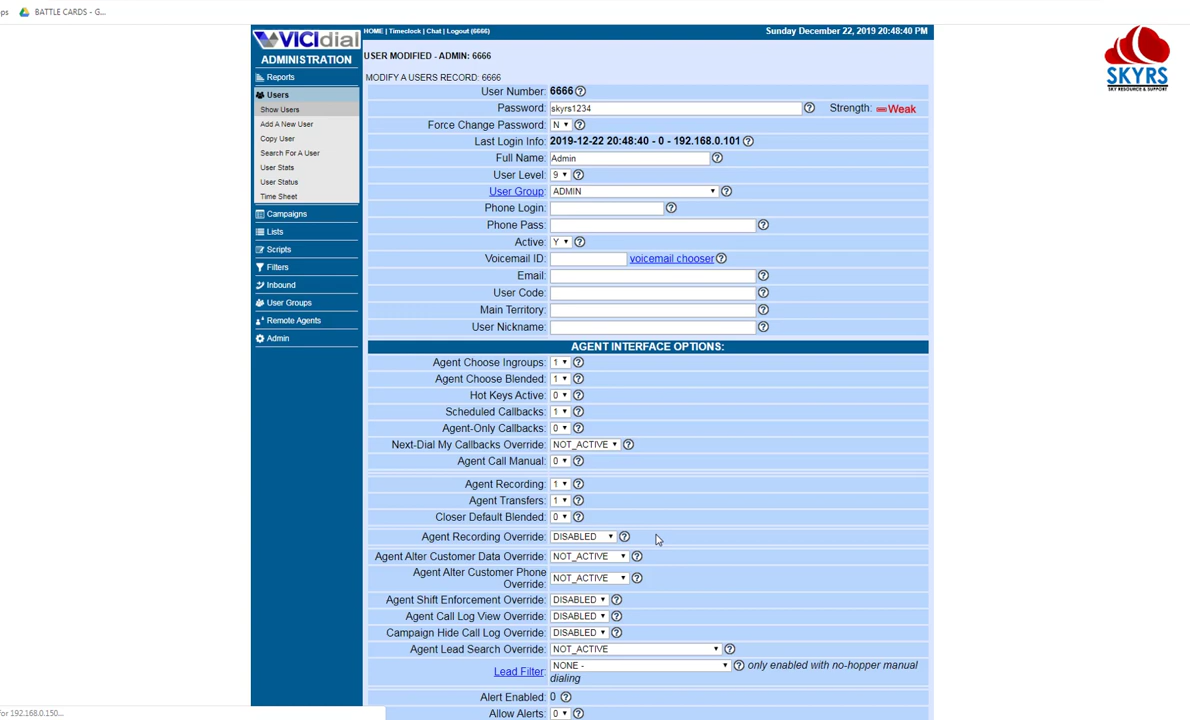 ps BATTLE CARDS - G...
VICIdial
HOME | Timeclock | Chat | Logout (6666) Sunday December 22, 2019 20:48:40 PM
ADMINISTRATION
Reports
Users
Show Users
Add A New User
Copy User
Search For A User
User Stats
User Status
Time Sheet
Campaigns
Lists
Scripts
Filters
Inbound
User Groups
Remote Agents
Admin
USER MODIFIED - ADMIN: 6666
MODIFY A USERS RECORD: 6666
User Number: 6666
Password: skyrs1234 Strength: Weak
Force Change Password: N
Last Login Info: 2019-12-22 20:48:40 - 0 - 192.168.0.101
Full Name: Admin
User Level: 9
User Group: ADMIN
Phone Login:
Phone Pass:
Active: Y
Voicemail ID: voicemail chooser
Email:
User Code:
Main Territory:
User Nickname:
AGENT INTERFACE OPTIONS:
Agent Choose Ingroups: 1
Agent Choose Blended: 1
Hot Keys Active: 0
Scheduled Callbacks: 1
Agent-Only Callbacks: 0
Next-Dial My Callbacks Override: NOT_ACTIVE
Agent Call Manual: 0
Agent Recording: 1
Agent Transfers: 1
Closer Default Blended: 0
Agent Recording Override: DISABLED
Agent Alter Customer Data Override: NOT_ACTIVE
Agent Alter Customer Phone
Override: NOT_ACTIVE
Agent Shift Enforcement Override: DISABLED
Agent Call Log View Override: DISABLED
Campaign Hide Call Log Override: DISABLED
Agent Lead Search Override: NOT_ACTIVE
Lead Filter: NONE - only enabled with no-hopper manual
dialing
Alert Enabled: 0
Allow Alerts: 0
SKYRS
SKY RESOURCE & SUPPORT
for 192.168.0.150...